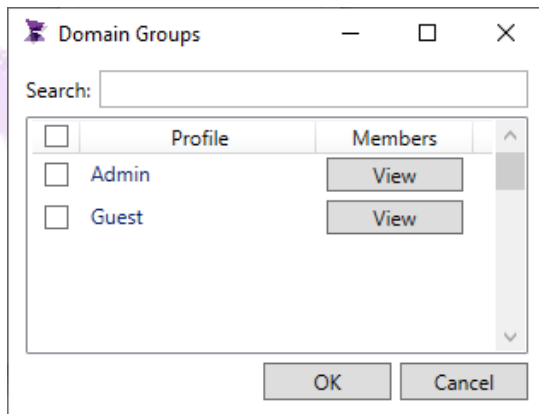 Domain Groups
Search:
Profile Members
Admin View
Guest View
OK Cancel